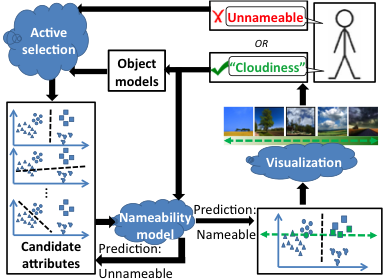 Active
selection
Unnameable
OR
"Cloudiness"
Object
models
Visualization
Nameability
model
Prediction:
Nameable
Candidate
attributes
Prediction:
Unnameable